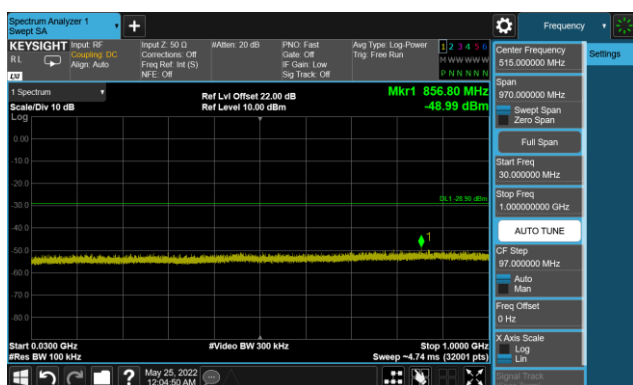 Spectrum Analyzer 1
Swept SA
+
Frequency
KEYSIGHT
RL
Input: RF
Coupling: DC
Align: Auto
Input Z: 50 Ω
Corrections: Off
Freq Ref: Int (S)
NFE: Off
#Atten: 20 dB
PNO: Fast
Gate: Off
IF Gain: Low
Sig Track: Off
Avg Type: Log-Power
Trig: Free Run
1 2 3 4 5 6
M W W W W W
P N N N N N
LXI
1 Spectrum
Scale/Div 10 dB
Log
Ref Lvl Offset 22.00 dB
Ref Level 10.00 dBm
Mkr1 856.80 MHz
-48.99 dBm
0.00
-10.0
-20.0
DL1 -28.90 dBm
-30.0
-40.0
1
-50.0
-60.0
-70.0
-80.0
Start 0.0300 GHz
#Res BW 100 kHz
#Video BW 300 kHz
Stop 1.0000 GHz
Sweep ~4.74 ms (32001 pts)
?
May 25, 2022
12:04:50 AM
Center Frequency
515.000000 MHz
Span
970.000000 MHz
Swept Span
Zero Span
Full Span
Start Freq
30.000000 MHz
Stop Freq
1.000000000 GHz
AUTO TUNE
CF Step
97.000000 MHz
Auto
Man
Freq Offset
0 Hz
X Axis Scale
Log
Lin
Signal Track
Settings